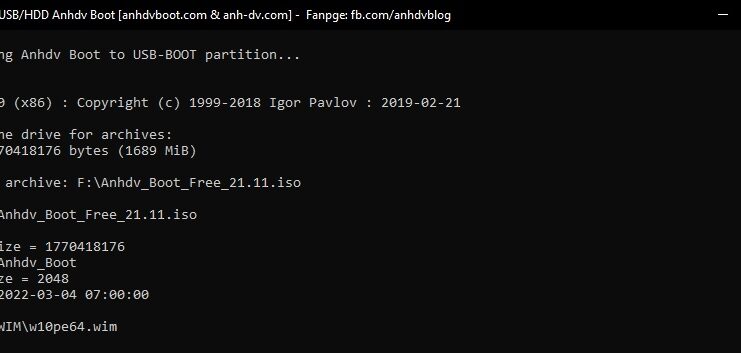 USB/HDD Anhdv Boot [anhdvboot.com & anh-dv.com] - Fanpge: fb.com/anhdvblog
ng Anhdv Boot to USB-BOOT partition...
0 (x86) : Copyright (c) 1999-2018 Igor Pavlov : 2019-02-21
he drive for archives:
70418176 bytes (1689 MiB)
archive: F:\Anhdv_Boot_Free_21.11.iso
Anhdv_Boot_Free_21.11.iso
ize = 1770418176
Anhdv_Boot
ze = 2048
2022-03-04 07:00:00
WIM\w10pe64.wim